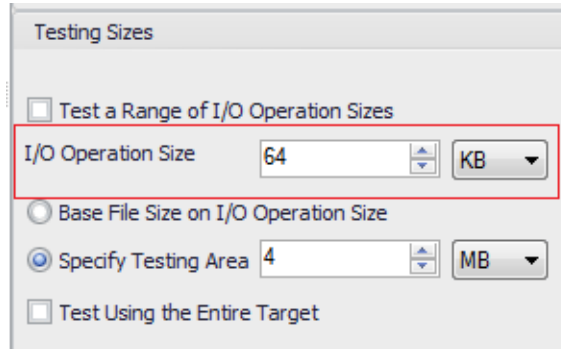 Testing Sizes
Test a Range of I/O Operation Sizes
I/O Operation Size 64 KB
Base File Size on I/O Operation Size
Specify Testing Area 4 MB
Test Using the Entire Target